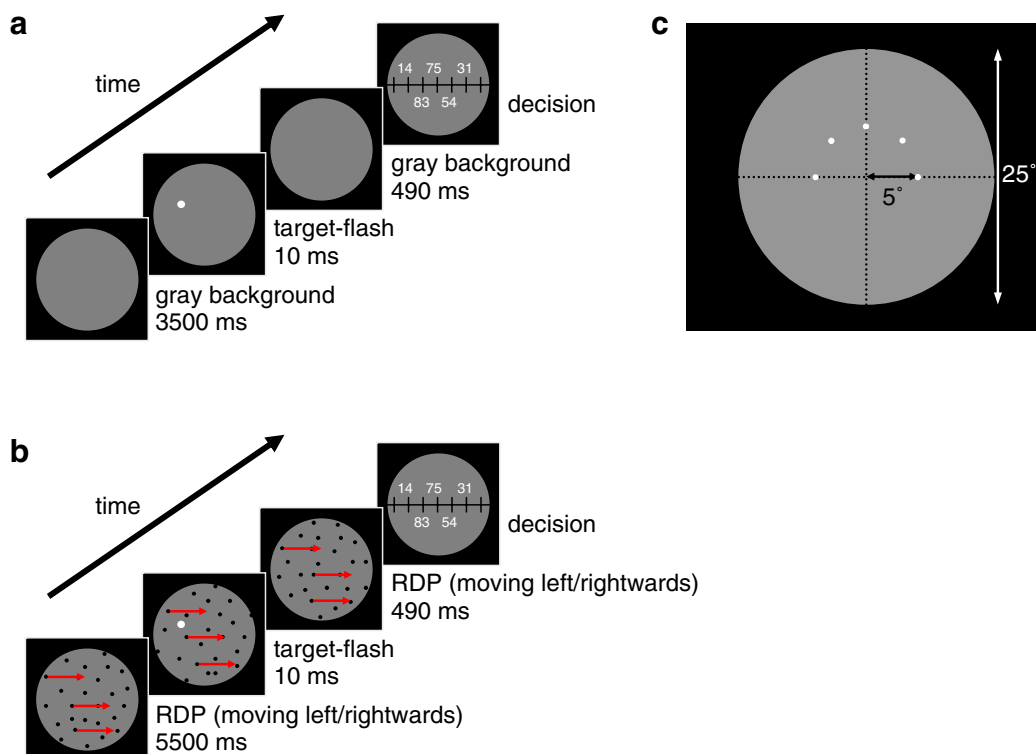 a
time
14 75 31
83 54
decision
gray background
490 ms
target-flash
10 ms
gray background
3500 ms
c
5°
25°
b
time
14 75 31
83 54
decision
RDP (moving left/rightwards)
490 ms
target-flash
10 ms
RDP (moving left/rightwards)
5500 ms